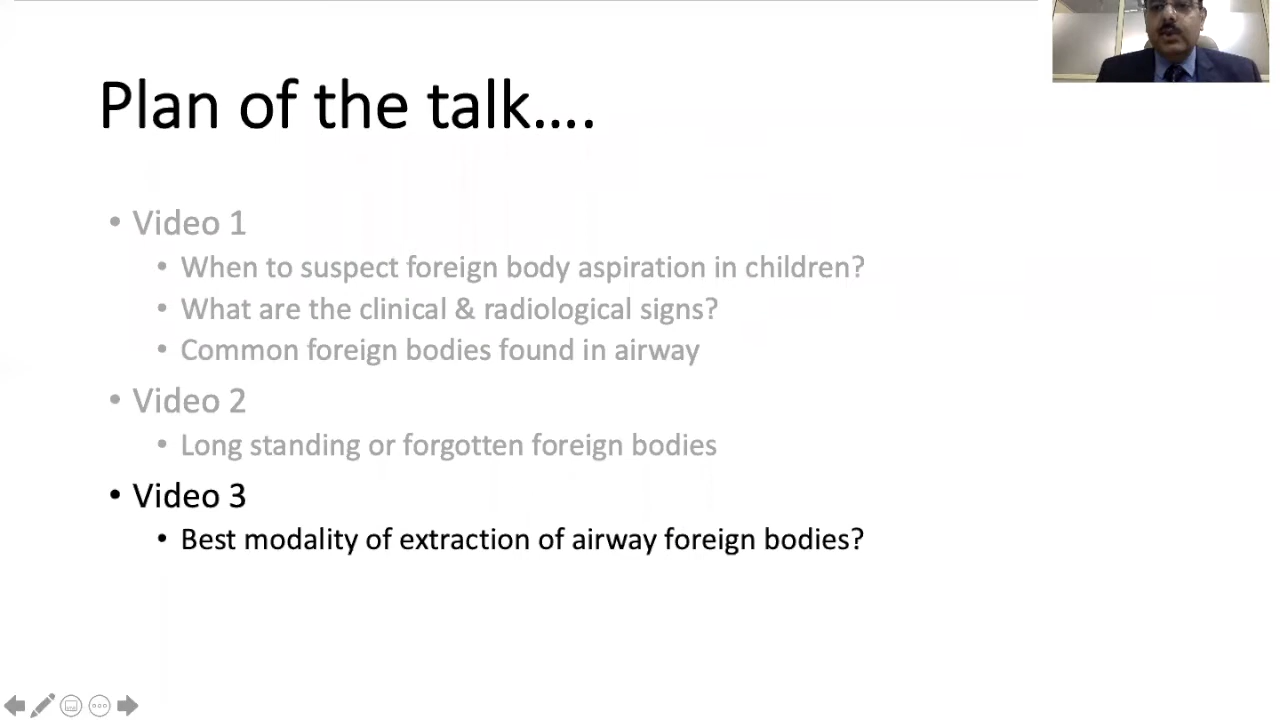 Plan of the talk....
• Video 1
• When to suspect foreign body aspiration in children?
• What are the clinical & radiological signs?
• Common foreign bodies found in airway
• Video 2
• Long standing or forgotten foreign bodies
• Video 3
• Best modality of extraction of airway foreign bodies?